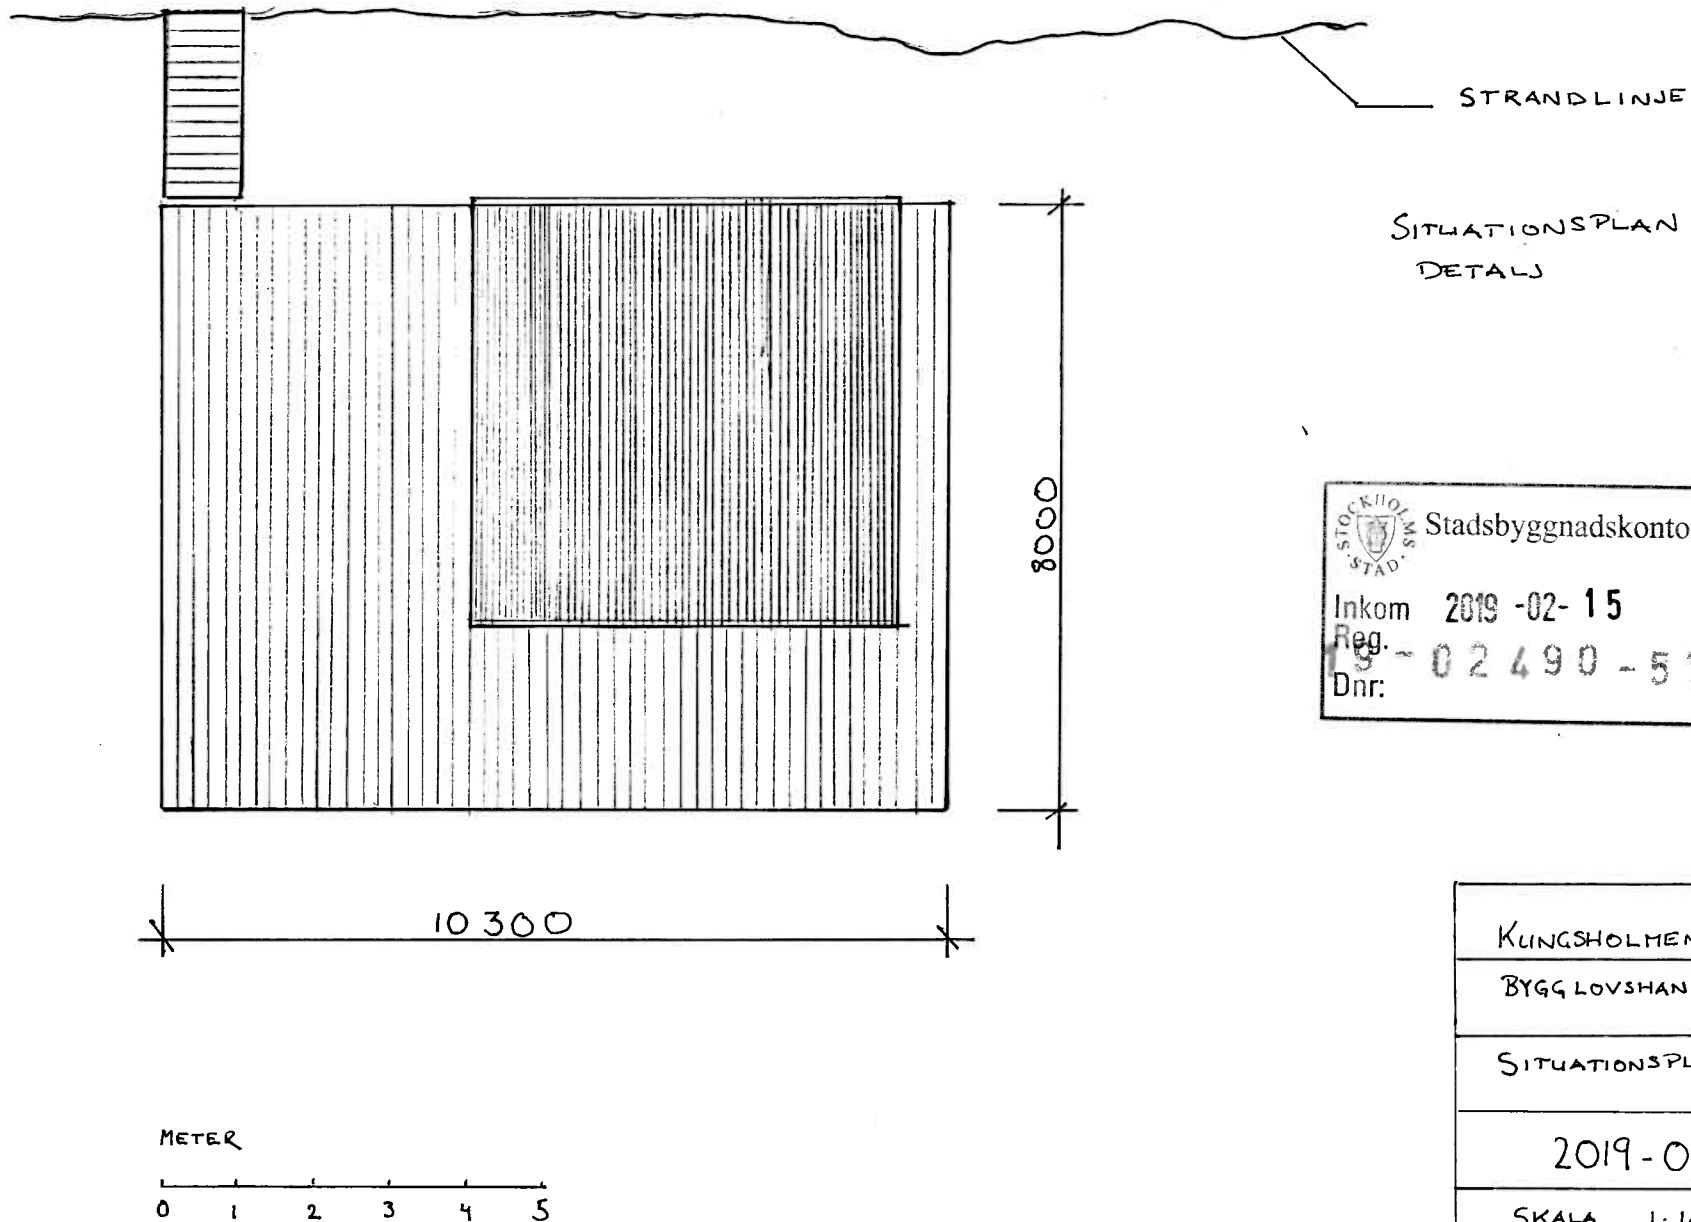 STRANDLINJE
SITUATIONSPLAN
DETALJ
8000
STOCKHOLMS STAD
Stadsbyggnadskonto
Inkom 2019-02-15
Reg.
19-02490-5
Dnr:
10 300
KUNGSHOLMEN
BYGGLOVSHAN
SITUATIONSPL
2019-0
SKALA
METER
0 1 2 3 4 5